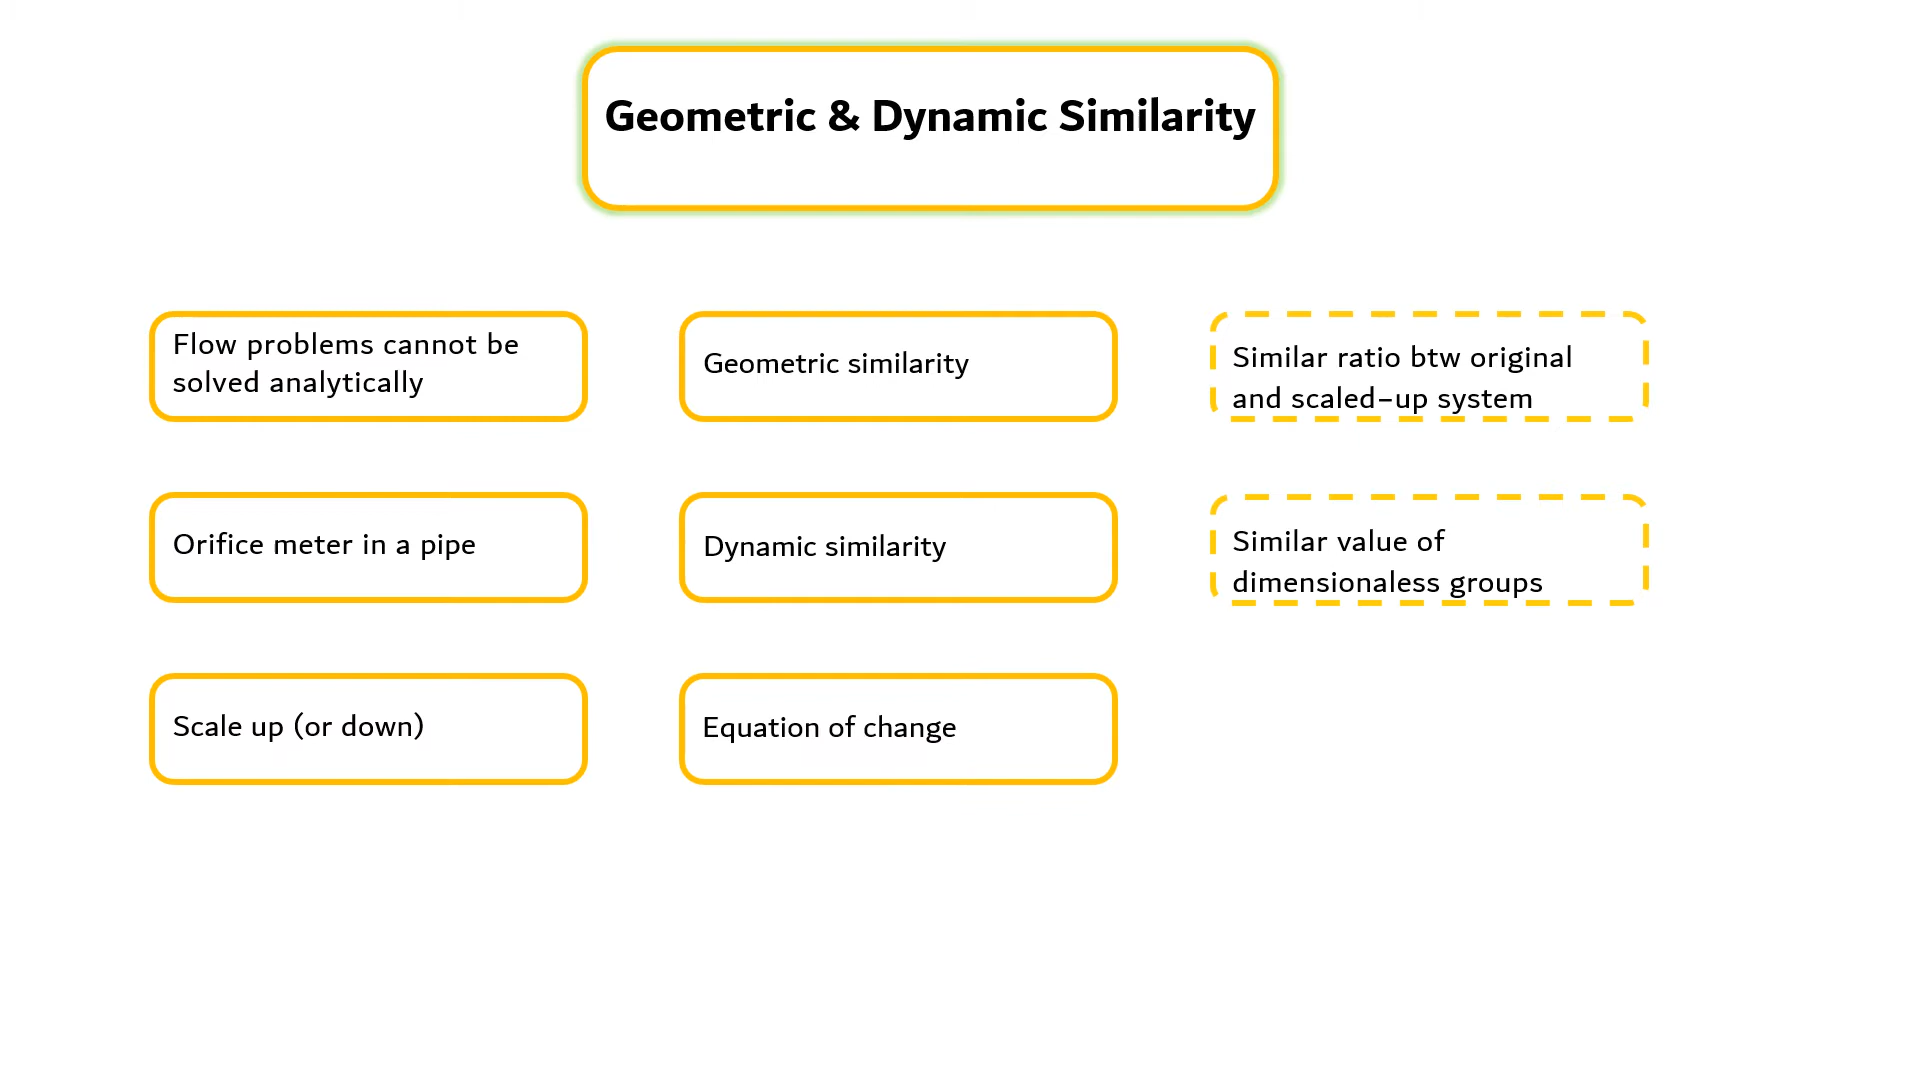 Geometric & Dynamic Similarity
Flow problems cannot be
solved analytically
Geometric similarity
Similar ratio btw original
and scaled-up system
Orifice meter in a pipe
Dynamic similarity
Similar value of
dimensionaless groups
Scale up (or down)
Equation of change